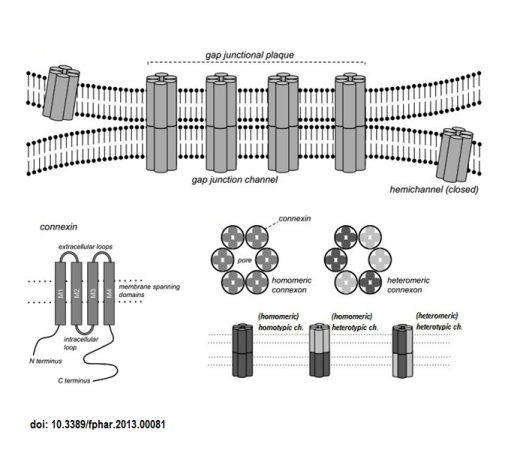 gap junctional plaque
gap junction channel
hemichannel (closed)
connexin
extracellular loops
M1 M2 M3 M4
membrane spanning
domains
intracellular
loop
N terminus
C terminus
connexin
pore
homomeric
connexon
heteromeric
connexon
(homomeric)
homotypic ch.
(homomeric)
heterotypic ch.
(heteromeric)
heterotypic ch.
doi: 10.3389/fphar.2013.00081